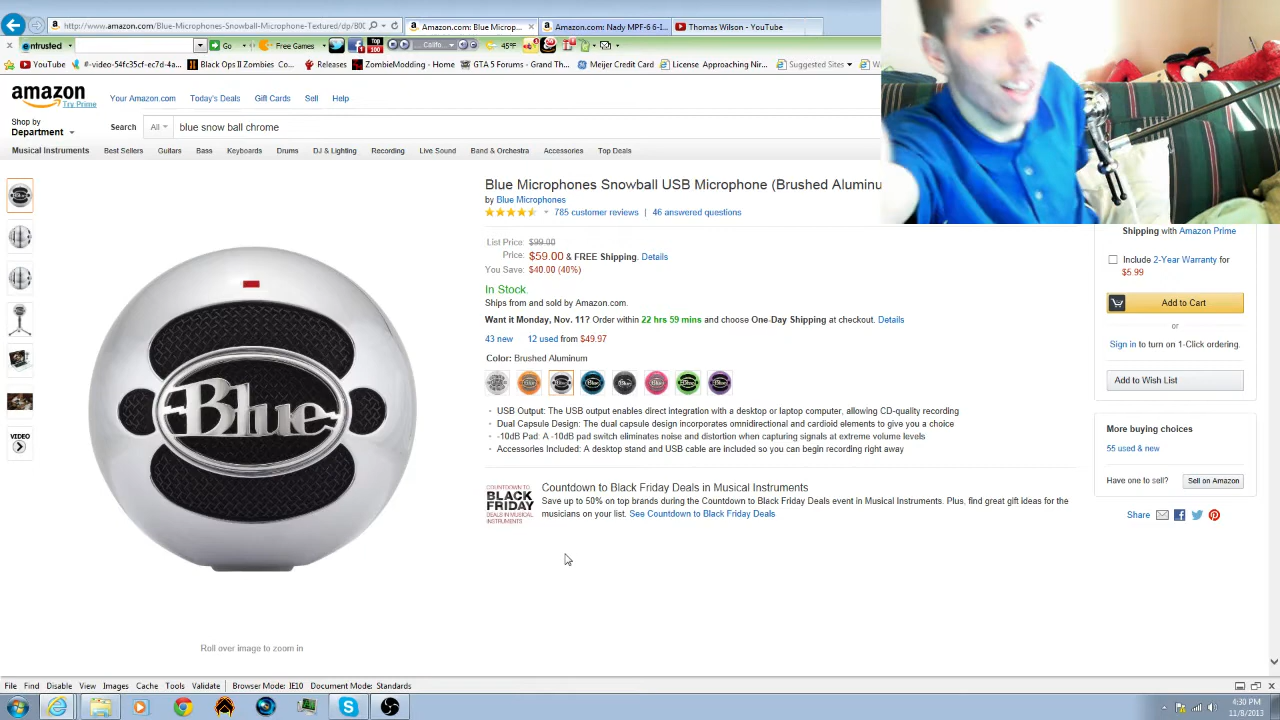 http://www.amazon.com/Blue-Microphones-Snowball-Microphone-Textured/dp/B00
Amazon.com: Blue Microp...
Amazon.com: Nady MPF-6 6-I...
Thomas Wilson - YouTube
entrusted
Go
Free Games
Top 100
Califo...
45°F
YouTube
#-video-54fc35cf-ec7d-4a...
Black Ops II Zombies Co...
Releases
ZombieModding - Home
GTA 5 Forums - Grand Th...
Meijer Credit Card
License Approaching Nir...
Suggested Sites
amazon
Try Prime
Your Amazon.com
Today's Deals
Gift Cards
Sell
Help
Shop by
Department
Search
All
blue snow ball chrome
Musical Instruments
Best Sellers
Guitars
Bass
Keyboards
Drums
DJ & Lighting
Recording
Live Sound
Band & Orchestra
Accessories
Top Deals
VIDEO
Blue
Roll over image to zoom in
Blue Microphones Snowball USB Microphone (Brushed Aluminu
by Blue Microphones
785 customer reviews | 46 answered questions
List Price: $99.00
Price: $59.00 & FREE Shipping. Details
You Save: $40.00 (40%)
In Stock.
Ships from and sold by Amazon.com.
Want it Monday, Nov. 11? Order within 22 hrs 59 mins and choose One-Day Shipping at checkout. Details
43 new 12 used from $49.97
Color: Brushed Aluminum
USB Output: The USB output enables direct integration with a desktop or laptop computer, allowing CD-quality recording
Dual Capsule Design: The dual capsule design incorporates omnidirectional and cardioid elements to give you a choice
-10dB Pad: A -10dB pad switch eliminates noise and distortion when capturing signals at extreme volume levels
Accessories Included: A desktop stand and USB cable are included so you can begin recording right away
COUNTDOWN TO
BLACK
FRIDAY
DEALS IN MUSICAL
INSTRUMENTS
Countdown to Black Friday Deals in Musical Instruments
Save up to 50% on top brands during the Countdown to Black Friday Deals event in Musical Instruments. Plus, find great gift ideas for the
musicians on your list. See Countdown to Black Friday Deals
Shipping with Amazon Prime
Include 2-Year Warranty for
$5.99
Add to Cart
or
Sign in to turn on 1-Click ordering.
Add to Wish List
More buying choices
55 used & new
Have one to sell?
Sell on Amazon
Share
File Find Disable View Images Cache Tools Validate Browser Mode: IE10 Document Mode: Standards
4:30 PM
11/8/2013